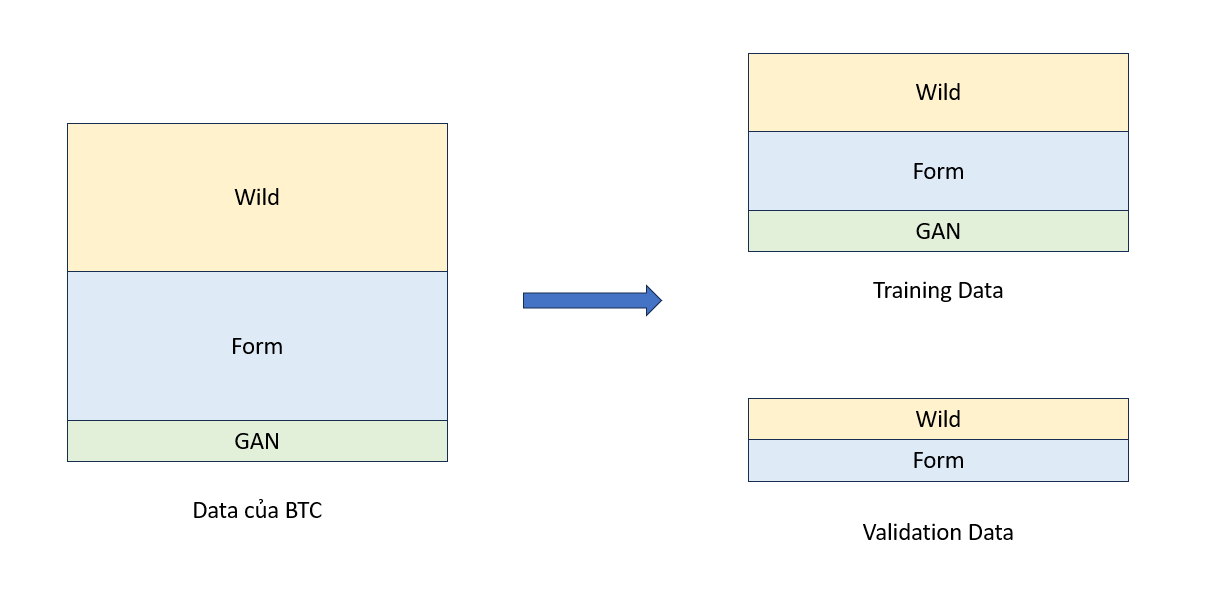 Wild
Form
GAN
Data của BTC
Wild
Form
GAN
Training Data
Wild
Form
Validation Data